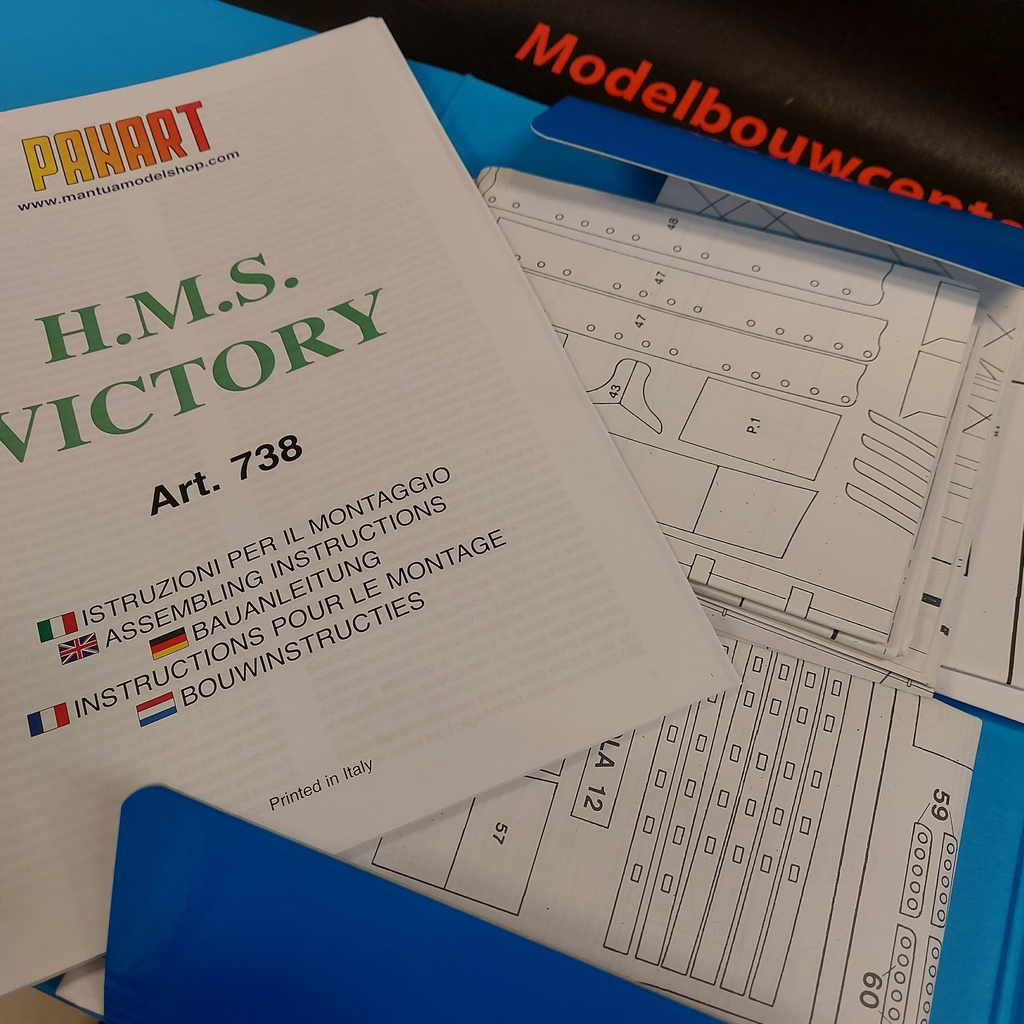 PANART
www.mantuamodelshop.com
H.M.S.
VICTORY
Art. 738
ISTRUZIONI PER IL MONTAGGIO
ASSEMBLING INSTRUCTIONS
BAUANLEITUNG
INSTRUCTIONS POUR LE MONTAGE
BOUWINSTRUCTIES
Printed in Italy
Modelbouwcent
48
47
47
43
P.1
LA 12
57
59
60